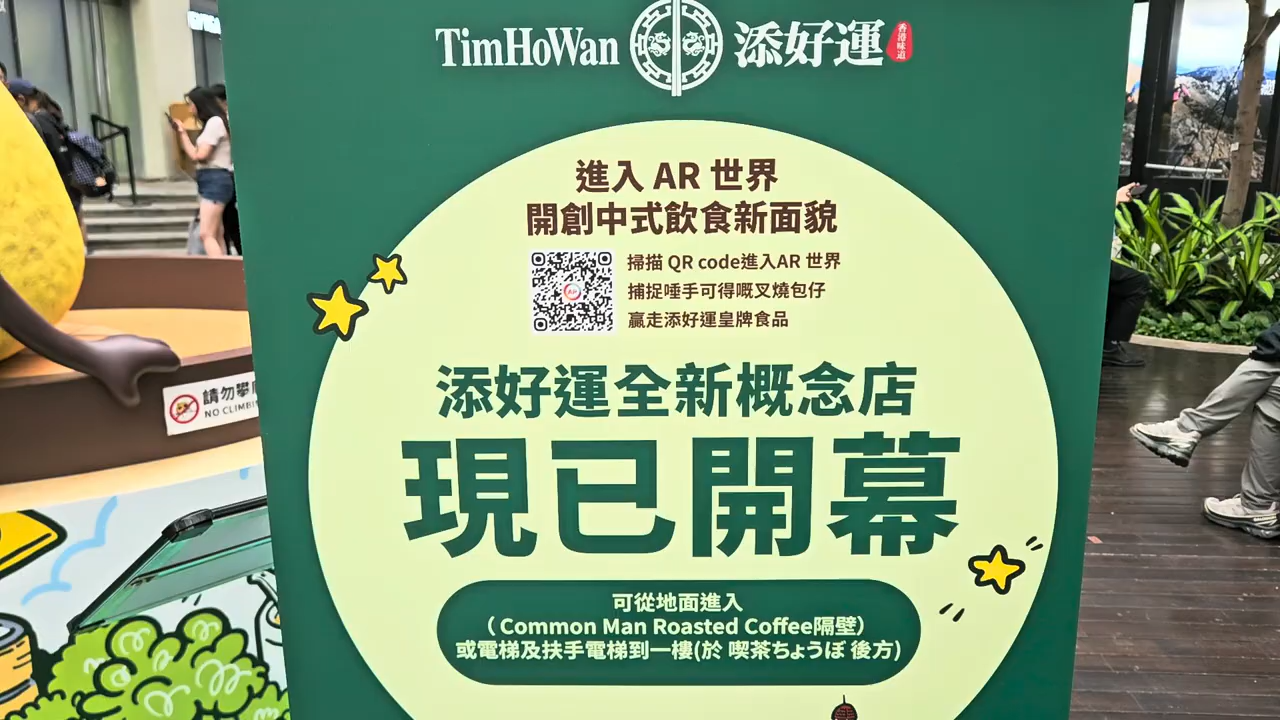 TimHoWan 添好運 香港味道
進入 AR 世界
開創中式飲食新面貌
掃描 QR code進入AR 世界
捕捉唾手可得嘅叉燒包仔
贏走添好運皇牌食品
添好運全新概念店
現已開幕
可從地面進入
（Common Man Roasted Coffee隔壁）
或電梯及扶手電梯到一樓(於 喫茶ちょうぼ 後方)
請勿攀
NO CLIMBI